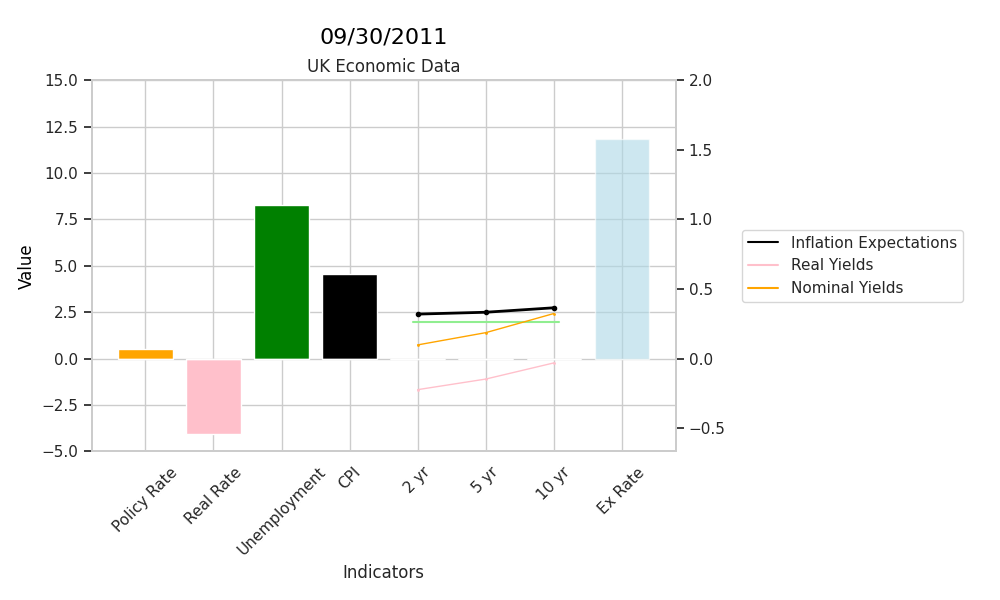 09/30/2011
UK Economic Data
15.0
12.5
10.0
7.5
5.0
2.5
0.0
−2.5
−5.0
Value
2.0
1.5
1.0
0.5
0.0
−0.5
Inflation Expectations
Real Yields
Nominal Yields
Policy Rate
Real Rate
Unemployment
CPI
2 yr
5 yr
10 yr
Ex Rate
Indicators